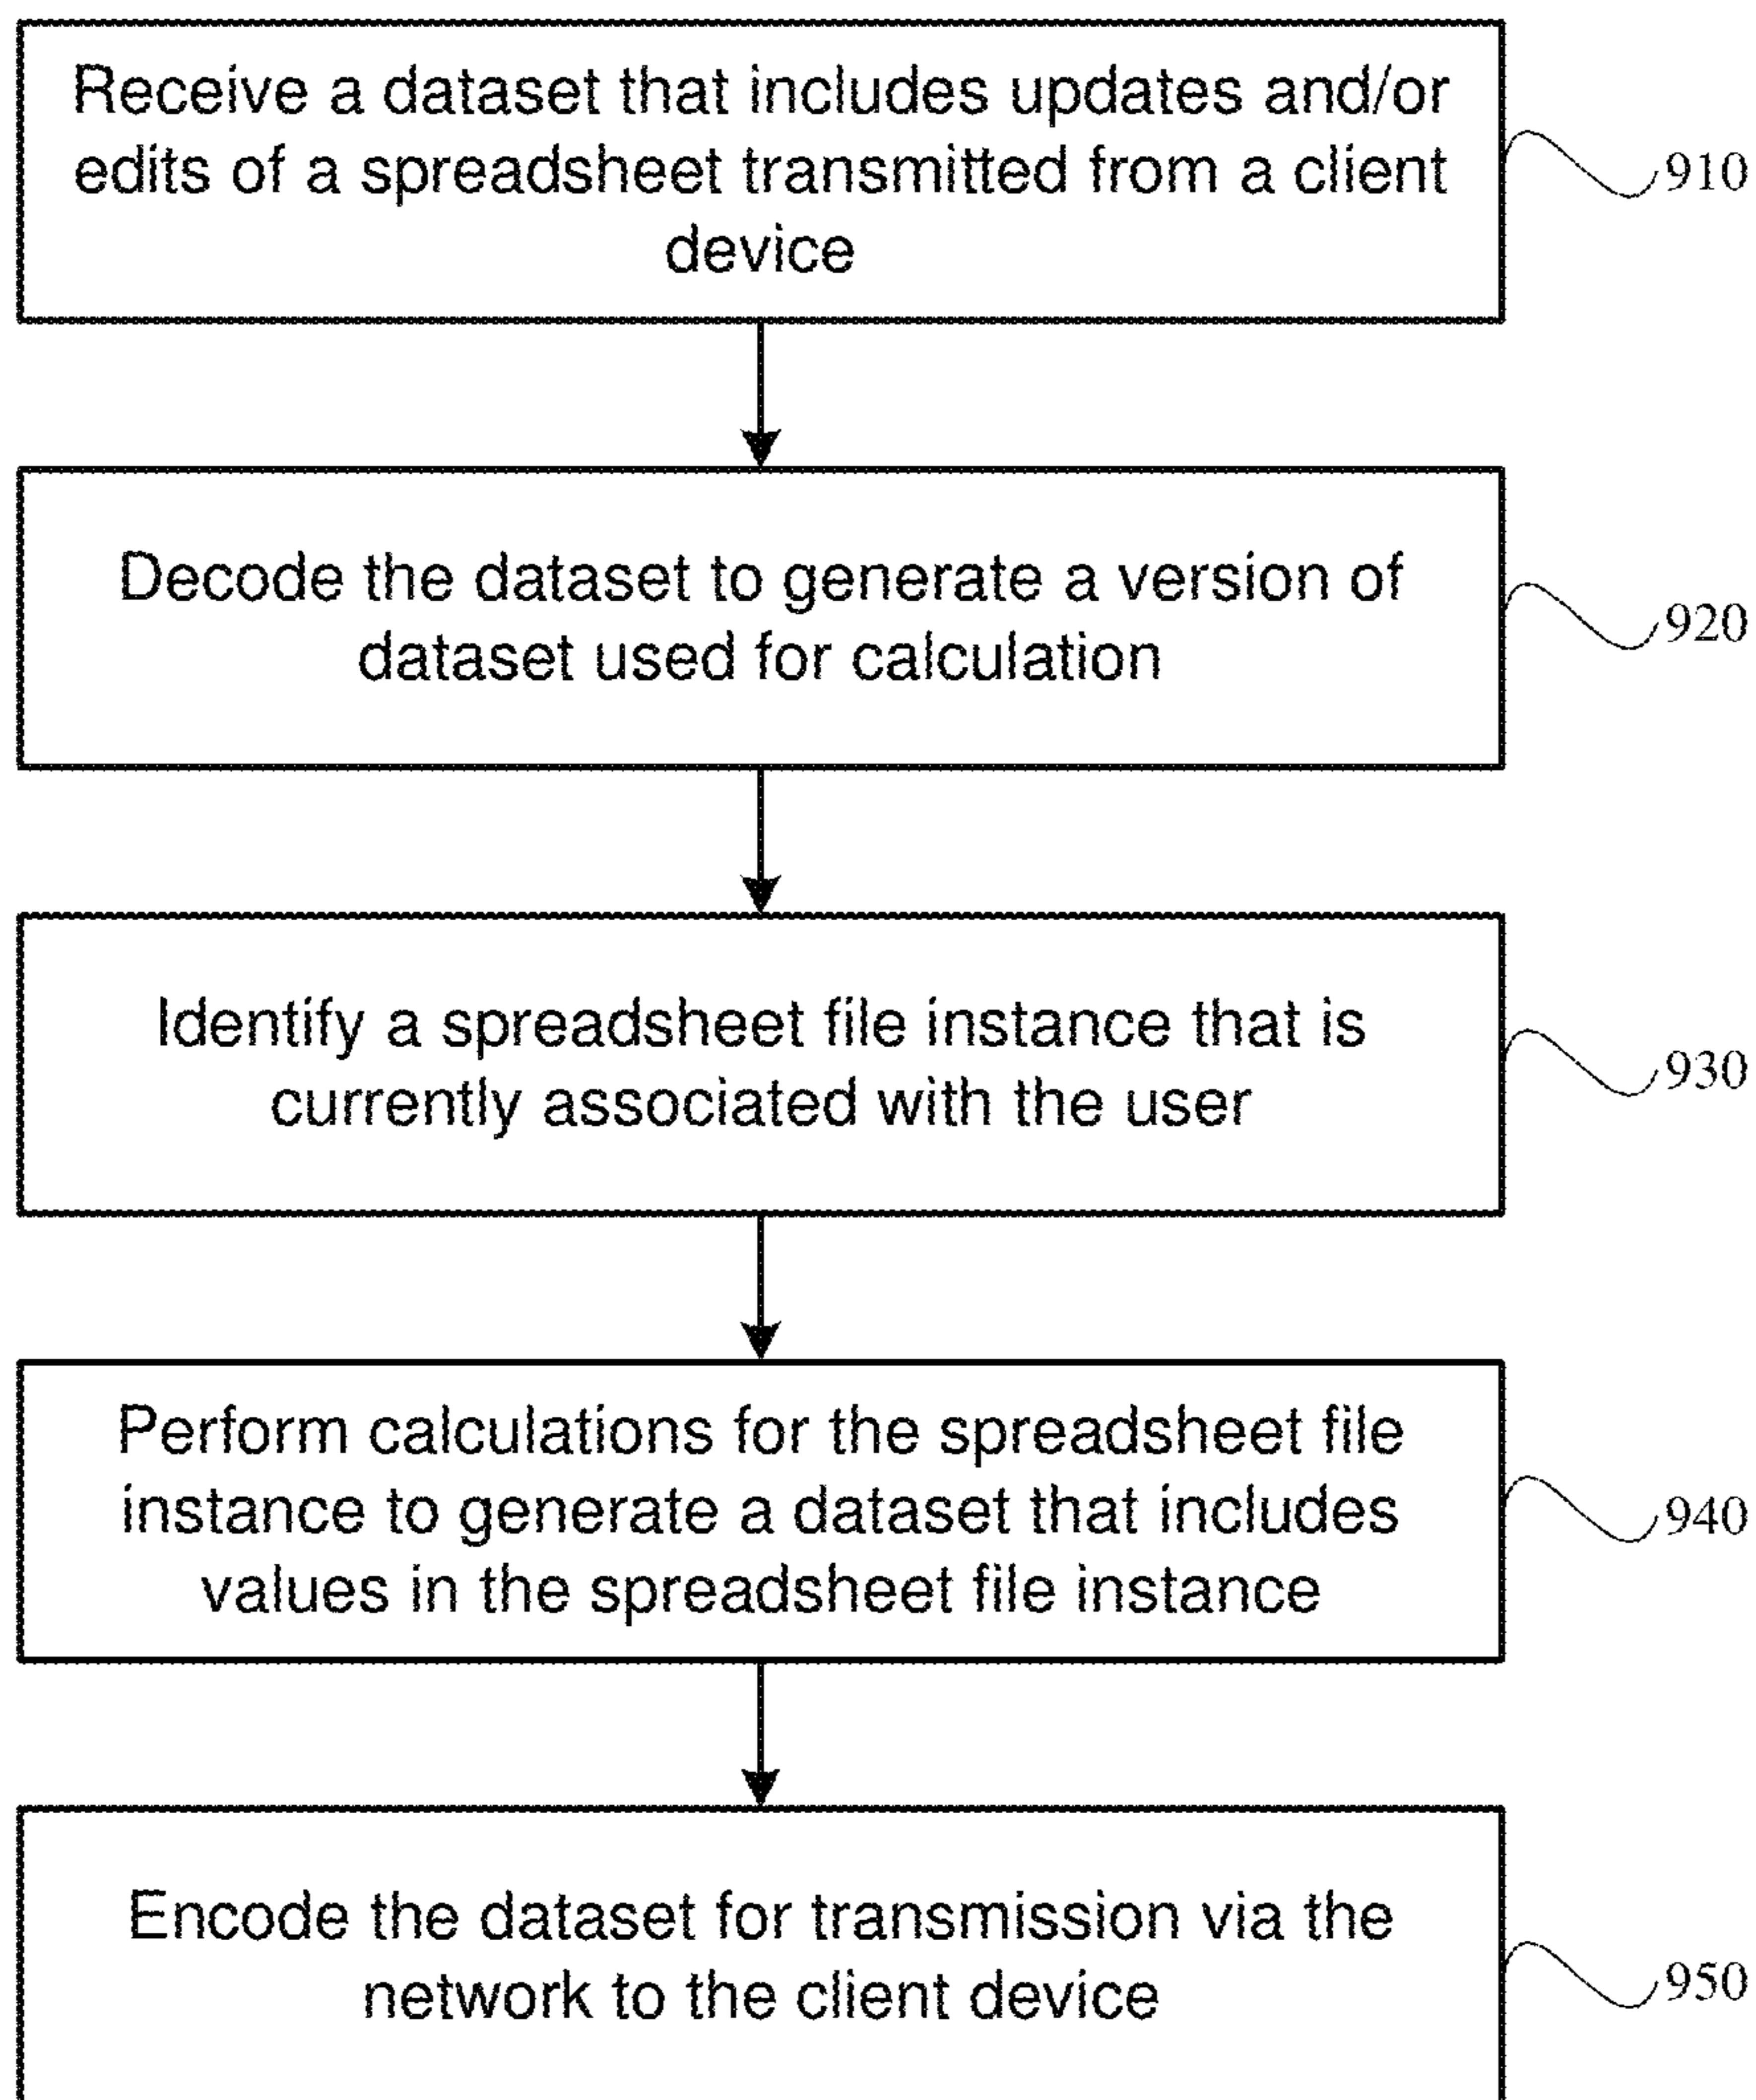 Receive a dataset that includes updates and/or
edits of a spreadsheet transmitted from a client
device
910
Decode the dataset to generate a version of
dataset used for calculation
920
Identify a spreadsheet file instance that is
currently associated with the user
930
Perform calculations for the spreadsheet file
instance to generate a dataset that includes
values in the spreadsheet file instance
940
Encode the dataset for transmission via the
network to the client device
950